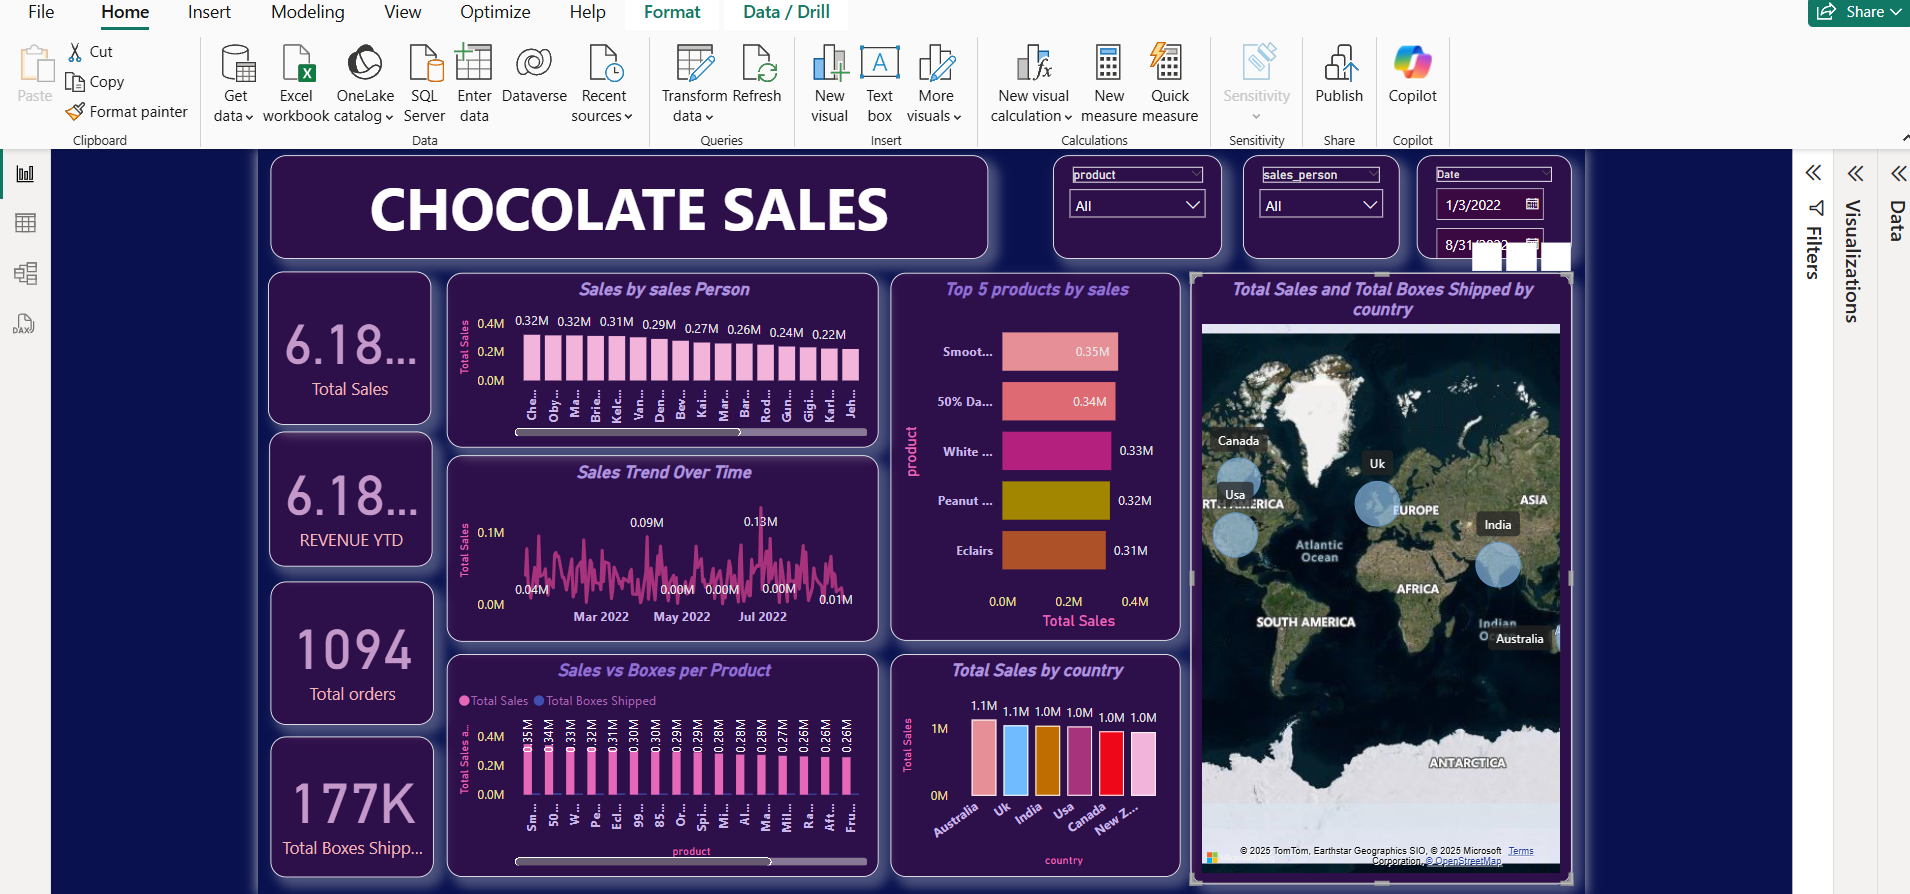 File Home Insert Modeling View Optimize Help Format Data / Drill Share
Paste
Cut
Copy
Format painter
Clipboard
Get data
Excel workbook
OneLake catalog
SQL Server
Enter data
Dataverse
Recent sources
Data
Transform data
Refresh
Queries
New visual
Text box
More visuals
Insert
New visual calculation
New measure
Quick measure
Calculations
Sensitivity
Sensitivity
Publish
Share
Copilot
Copilot
DAX
CHOCOLATE SALES
product
All
sales_person
All
Date
1/3/2022
8/31/2022
Filters
Visualizations
Data
6.18...
Total Sales
6.18...
REVENUE YTD
1094
Total orders
177K
Total Boxes Shipp...
Sales by sales Person
Total Sales
0.4M
0.2M
0.0M
0.32M 0.32M 0.31M 0.29M 0.27M 0.26M 0.24M 0.22M
Che... Oby... Ma... Brie... Kelc... Van... Den... Bev... Kai... Mar... Bar... Rod... Gun... Gigi... Karl... Jeh...
Sales Trend Over Time
Total Sales
0.1M
0.0M
0.04M 0.09M 0.00M 0.00M 0.13M 0.00M 0.01M
Mar 2022 May 2022 Jul 2022
Sales vs Boxes per Product
Total Sales Total Boxes Shipped
Total Sales a...
0.4M
0.2M
0.0M
0.35M 0.34M 0.33M 0.32M 0.31M 0.30M 0.30M 0.29M 0.29M 0.28M 0.28M 0.28M 0.27M 0.26M 0.26M 0.26M
Sm... 50... W... Pe... Ecl... 99... 85... Or... Spi... Mi... Al... Ma... Mil... Ra... Aft... Fru...
product
Top 5 products by sales
product
Smoot... 0.35M
50% Da... 0.34M
White ... 0.33M
Peanut ... 0.32M
Eclairs 0.31M
0.0M 0.2M 0.4M
Total Sales
Total Sales by country
Total Sales
1M
0M
1.1M 1.1M 1.0M 1.0M 1.0M 1.0M
Australia Uk India Usa Canada New Z...
country
Total Sales and Total Boxes Shipped by
country
Canada
Usa
RTH AMERICA
Uk
EUROPE
ASIA
India
Atlantic
Ocean
AFRICA
SOUTH AMERICA
Indian
Australia
ANTARCTICA
© 2025 TomTom, Earthstar Geographics SIO, © 2025 Microsoft Terms
Corporation, © OpenStreetMap